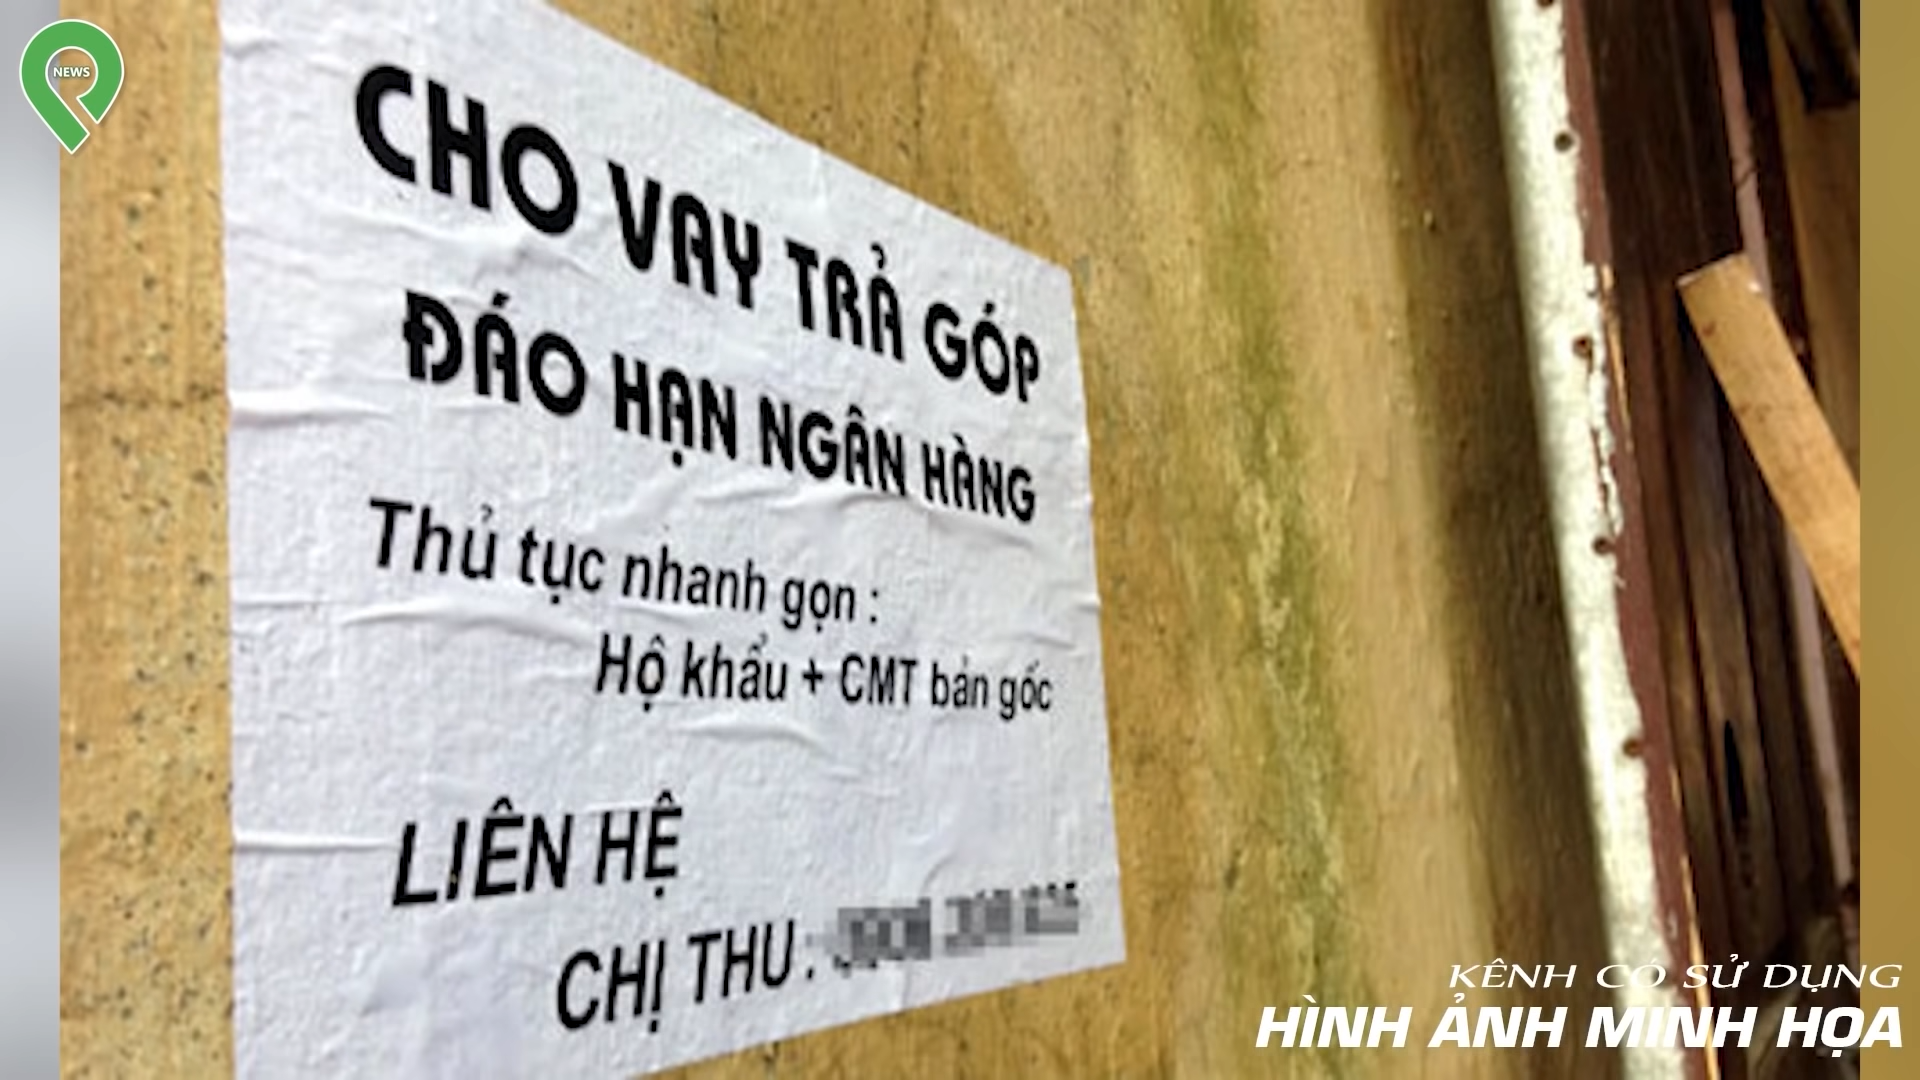 NEWS
CHO VAY TRẢ GÓP
ĐÁO HẠN NGÂN HÀNG
Thủ tục nhanh gọn :
Hộ khẩu + CMT bản gốc
LIÊN HỆ
CHỊ THU :
KÊNH CÓ SỬ DỤNG
HÌNH ẢNH MINH HỌA